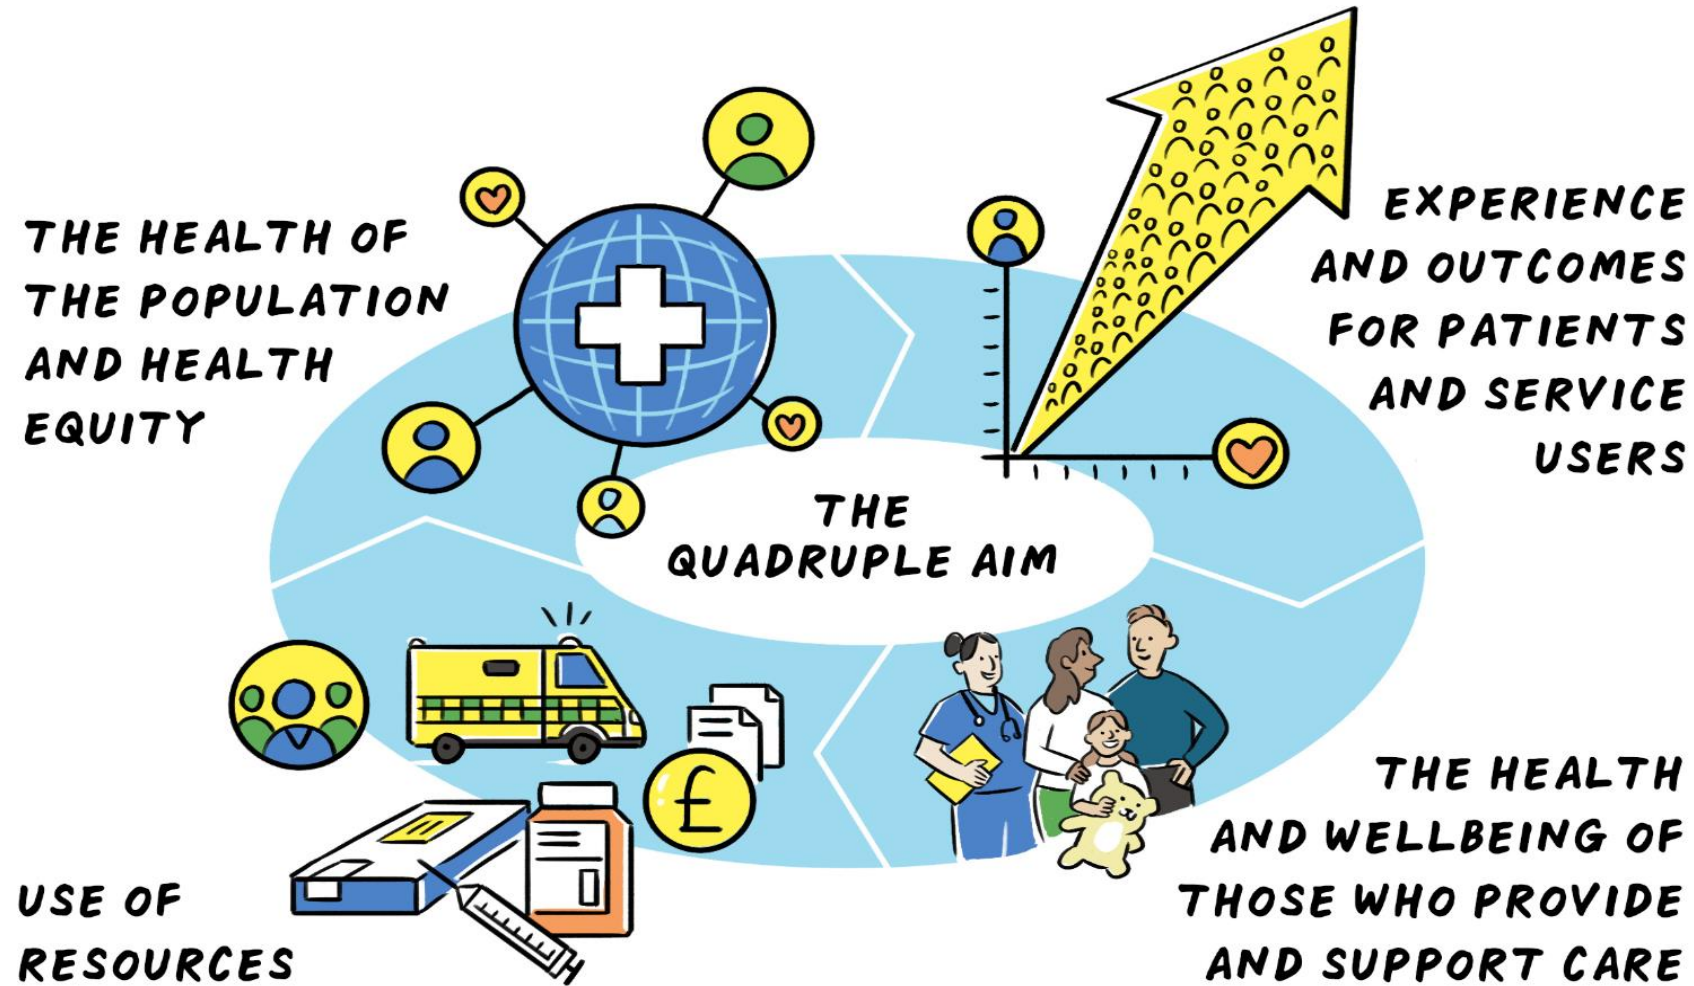 THE HEALTH OF
THE POPULATION
AND HEALTH
EQUITY
EXPERIENCE
AND OUTCOMES
FOR PATIENTS
AND SERVICE
USERS
THE
QUADRUPLE AIM
£
USE OF
RESOURCES
THE HEALTH
AND WELLBEING OF
THOSE WHO PROVIDE
AND SUPPORT CARE